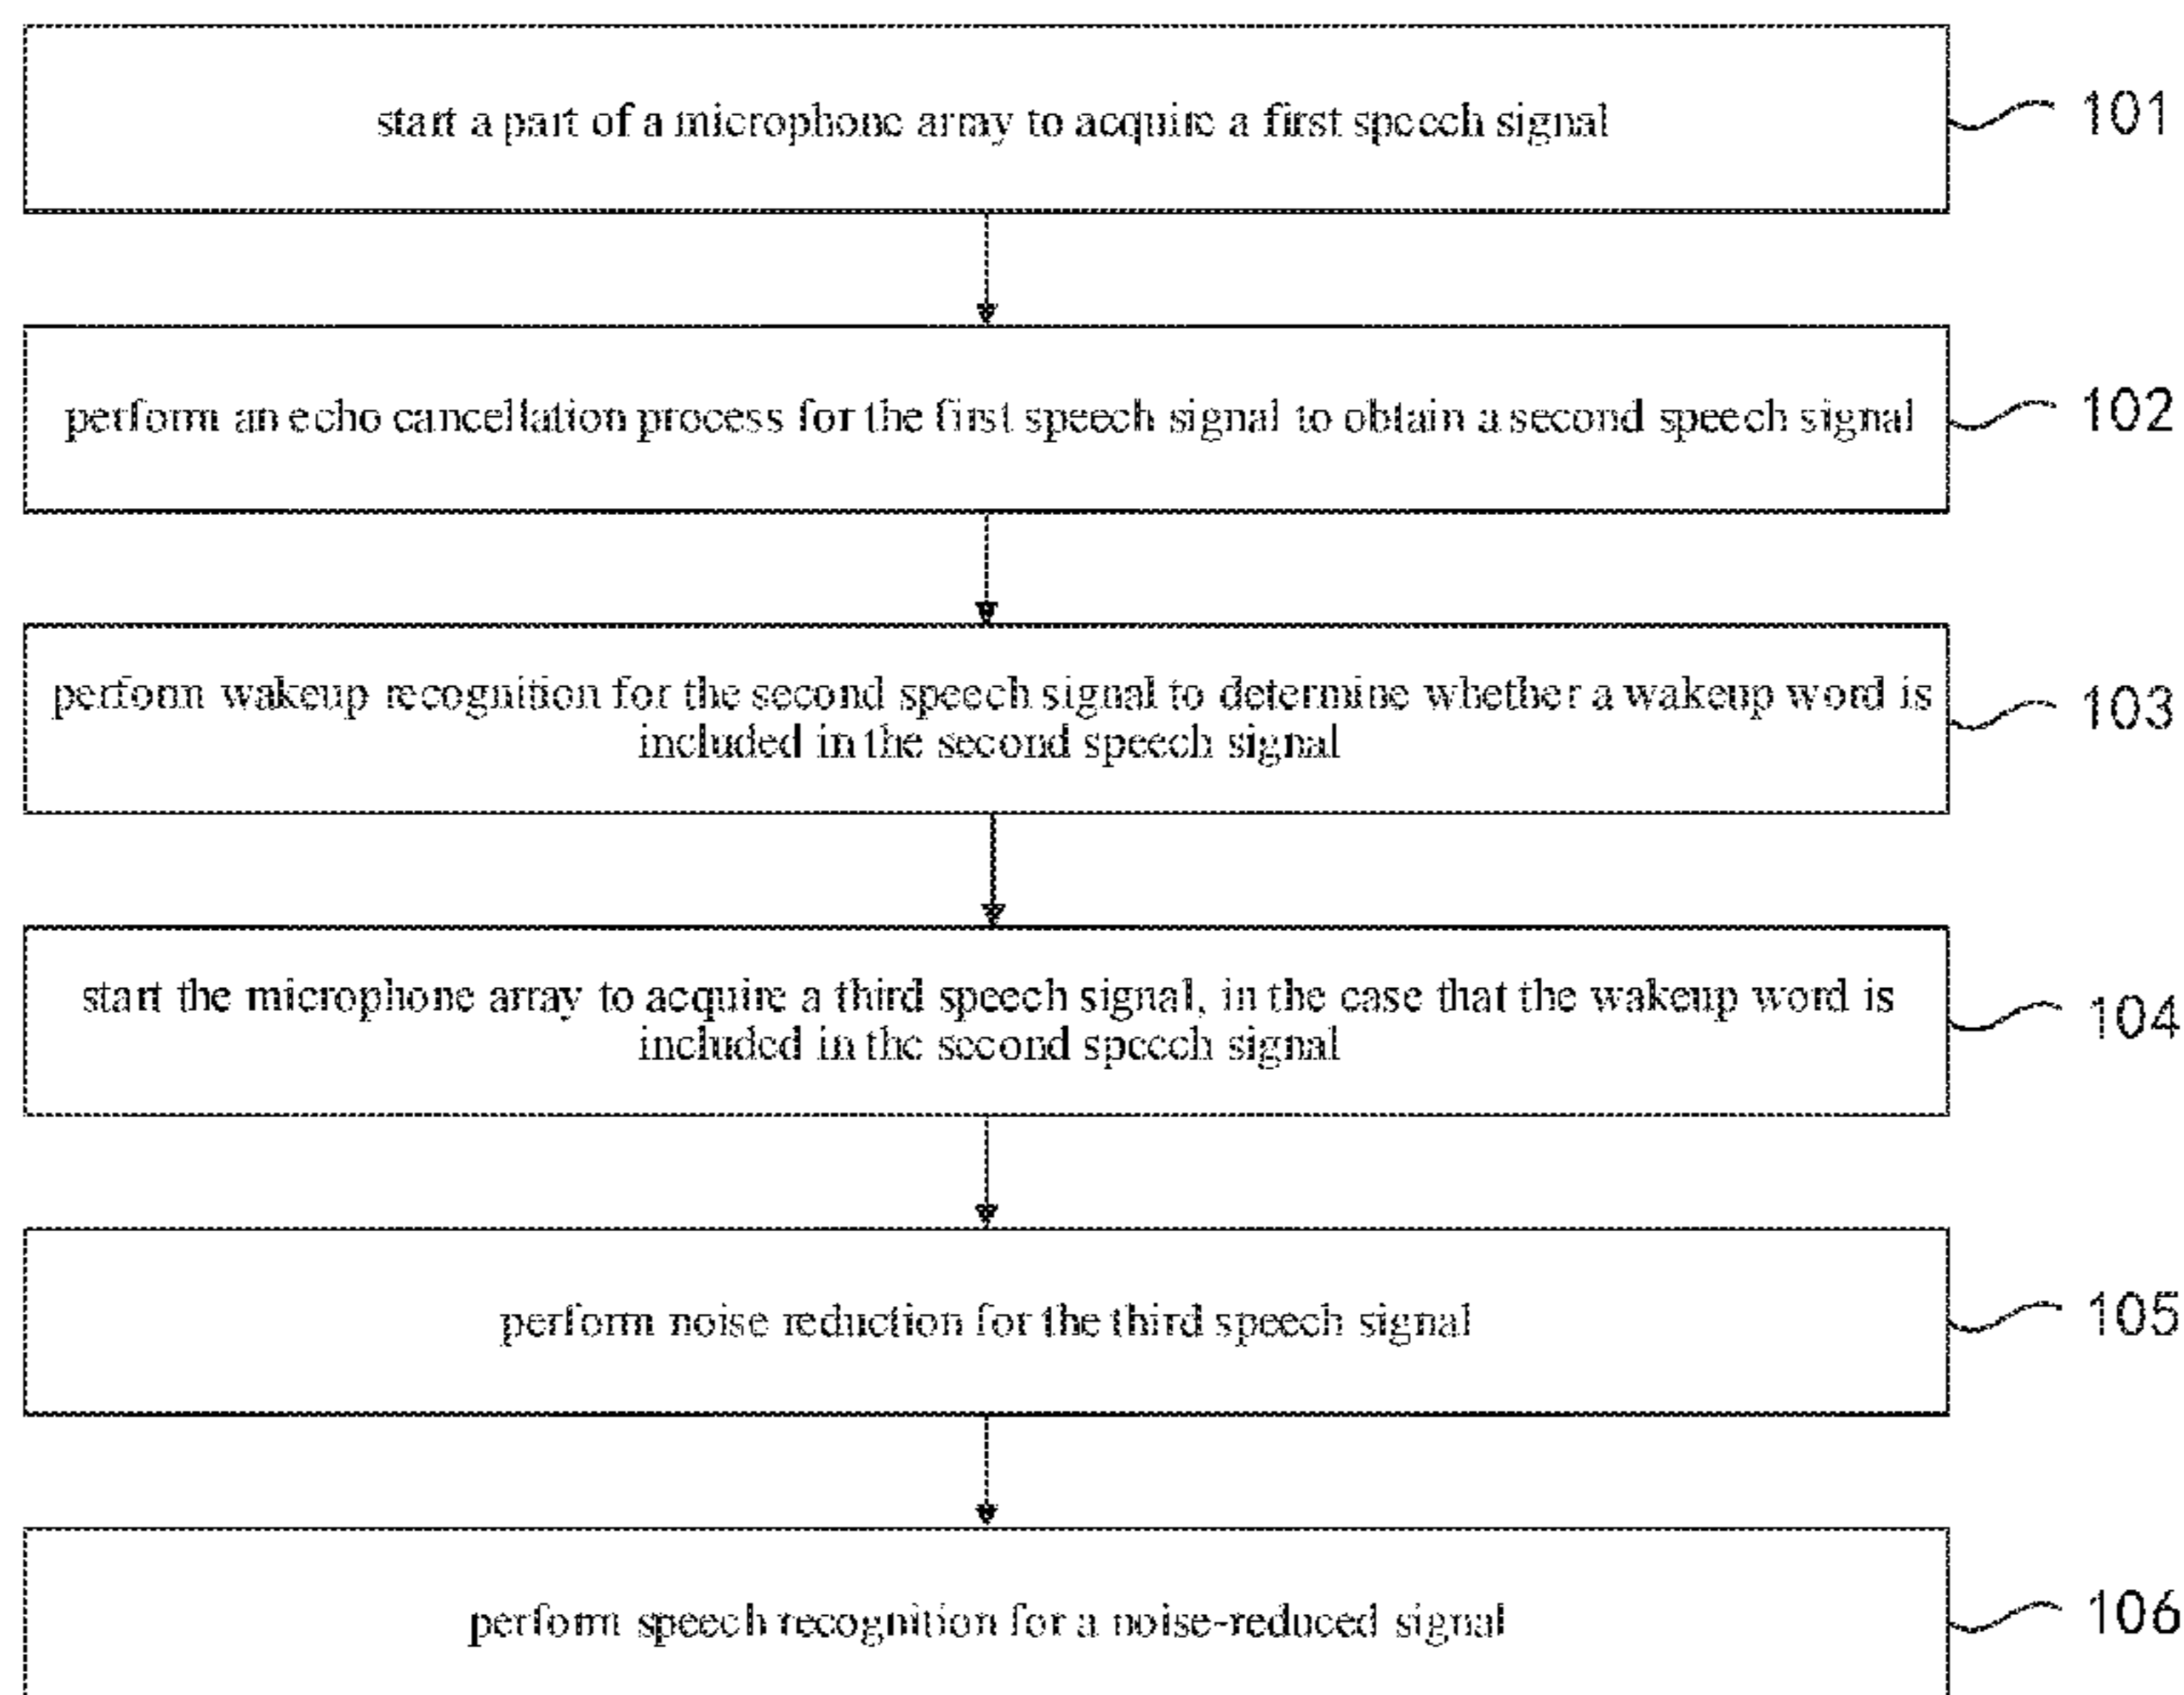 start a part of a microphone array to acquire a first speech signal
101
perform an echo cancellation process for the first speech signal to obtain a second speech signal
102
perform wakeup recognition for the second speech signal to determine whether a wakeup word is
included in the second speech signal
103
start the microphone array to acquire a third speech signal, in the case that the wakeup word is
included in the second speech signal
104
perform noise reduction for the third speech signal
105
perform speech recognition for a noise-reduced signal
106